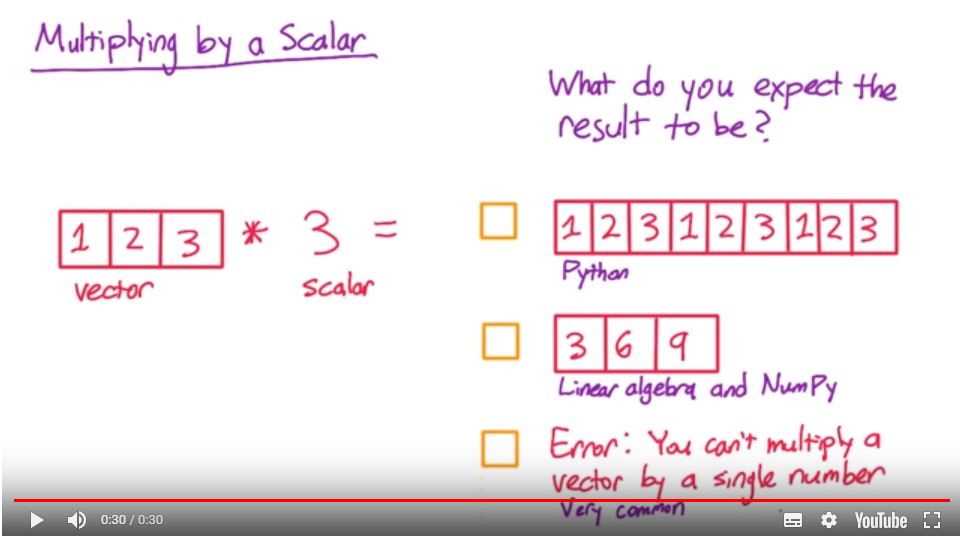 Multiplying by a Scalar
What do you expect the
result to be?
1 2 3 * 3 =
vector
scalar
1 2 3 1 2 3 1 2 3
Python
3 6 9
Linear algebra and NumPy
Error: You can't multiply a
vector by a single number
Very common
0:30 / 0:30
YouTube